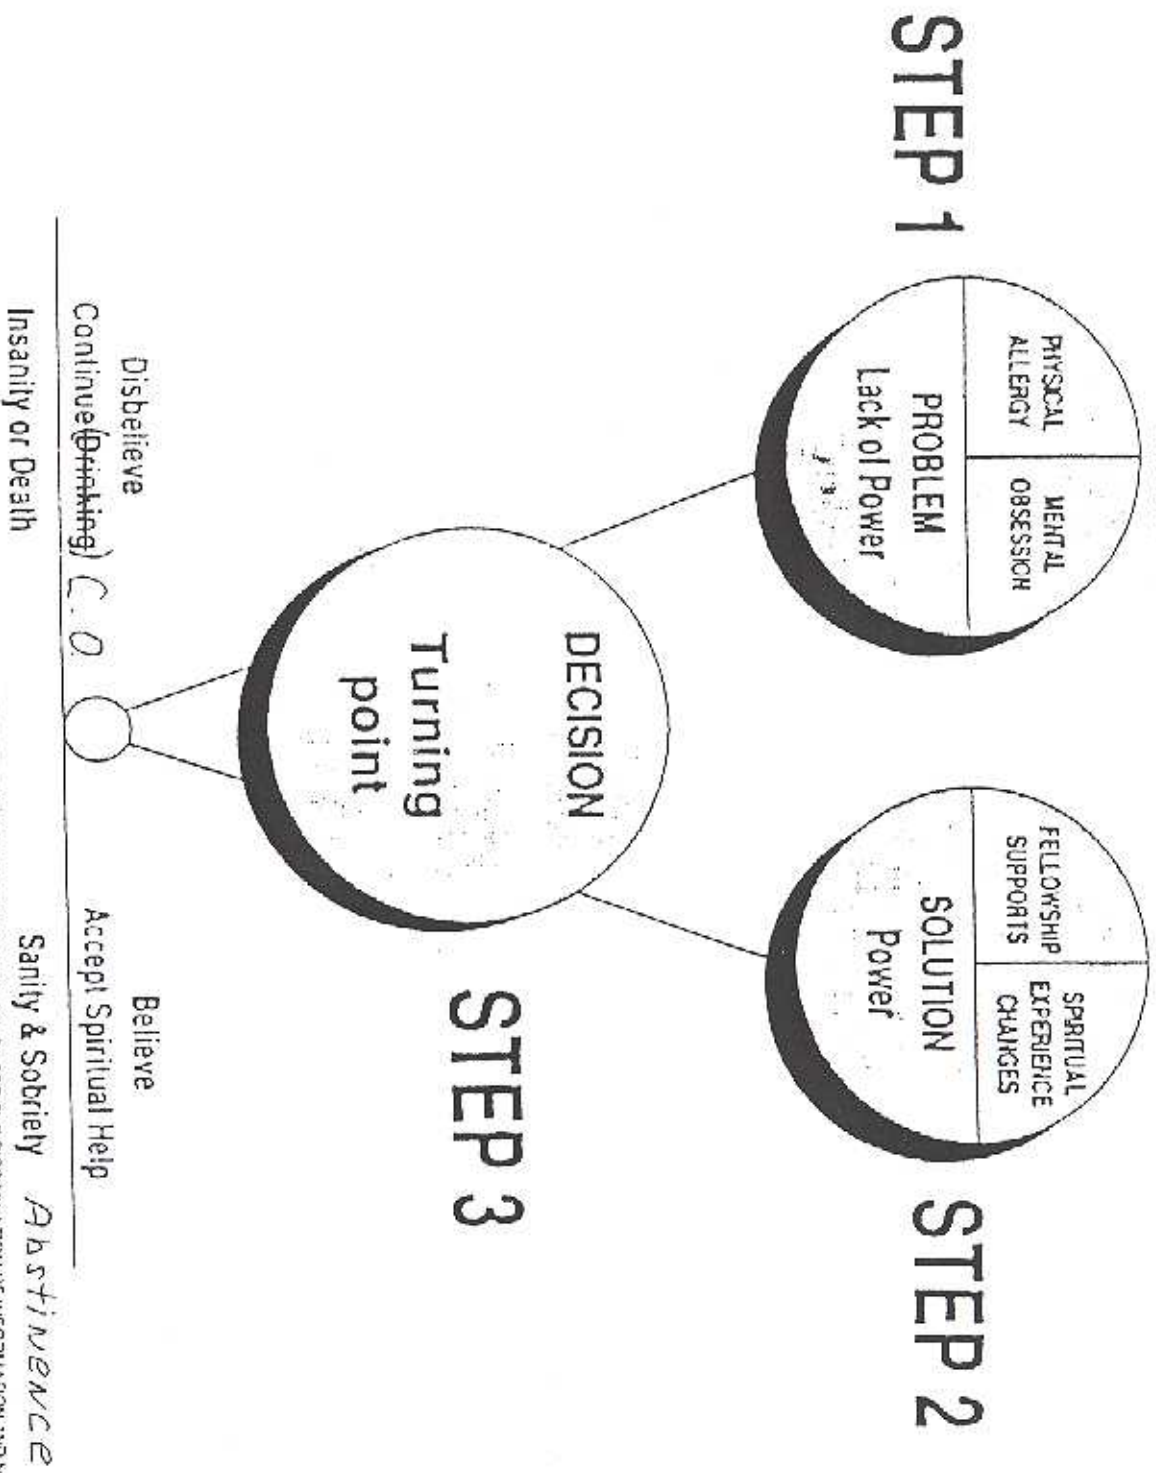 STEP 1
PHYSICAL
ALLERGY
MENTAL
OBSESSION
PROBLEM
Lack of Power
STEP 2
FELLOWSHIP
SUPPORTS
SPIRITUAL
EXPERIENCE
CHANGES
SOLUTION
Power
DECISION
Turning
point
STEP 3
Disbelieve
Continue (Drinking) C.O.
Insanity or Death
Believe
Accept Spiritual Help
Sanity & Sobriety Abstinence